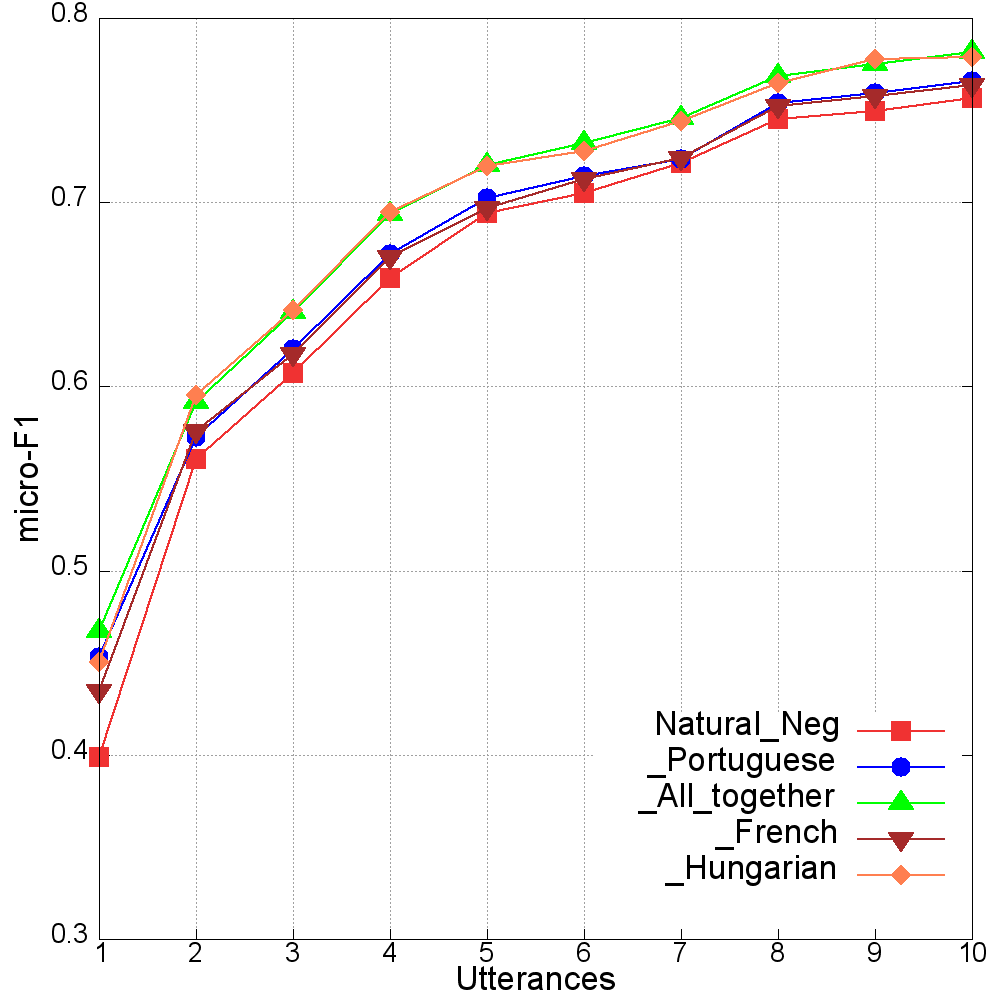 0.8
0.7
0.6
0.5
0.4
0.3
micro-F1
1 2 3 4 5 6 7 8 9 10
Utterances
Natural_Neg
_Portuguese
_All_together
_French
_Hungarian